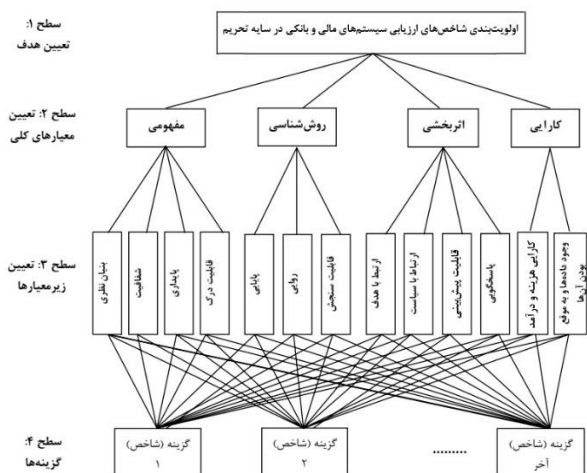 سطح ۱:
تعیین هدف
اولویت‌بندی شاخص‌های ارزیابی سیستم‌های مالی و بانکی در سایه تحریم
سطح ۲: تعیین
معیارهای کلی
کارایی
اثربخشی
روش‌شناسی
مفهومی
سطح ۳: تعیین
زیرمعیارها
وجود داده‌ها و به موقع
بودن آن‌ها
کارایی هزینه و درآمد
پاسخگویی
قابلیت پیش‌بینی
ارتباط با سیاست
ارتبط با هدف
قابلیت سنجش
روایی
پایایی
قابلیت درک
پایداری
شفافیت
بنیان نظری
سطح ۴:
گزینه‌ها
گزینه (شاخص)
آخر
.........
گزینه (شاخص)
۲
گزینه (شاخص)
۱